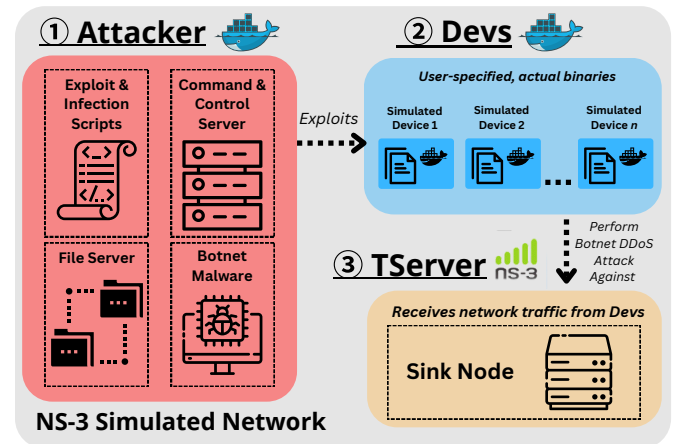 ① Attacker
② Devs
Exploit &
Infection
Scripts
Command &
Control
Server
File Server
Botnet
Malware
Exploits
User-specified, actual binaries
Simulated
Device 1
Simulated
Device 2
...
Simulated
Device n
Perform
Botnet DDoS
Attack
Against
③ TServer
NS-3
Receives network traffic from Devs
Sink Node
NS-3 Simulated Network